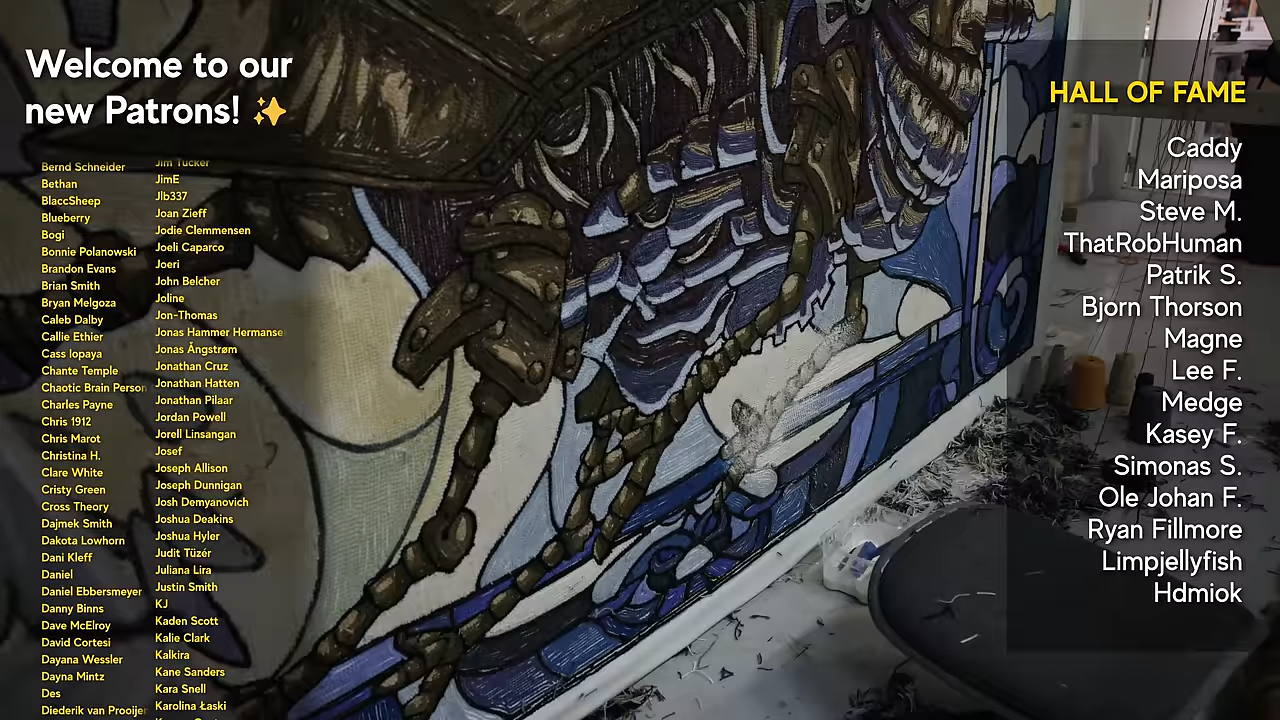 Welcome to our
new Patrons! ✨
Bernd Schneider
Bethan
BlaccSheep
Blueberry
Bogi
Bonnie Polanowski
Brandon Evans
Brian Smith
Bryan Melgoza
Caleb Dalby
Callie Ethier
Cass lopaya
Chante Temple
Chaotic Brain Person
Charles Payne
Chris 1912
Chris Marot
Christina H.
Clare White
Cristy Green
Cross Theory
Dajmek Smith
Dakota Lowhorn
Dani Kleff
Daniel
Daniel Ebbersmeyer
Danny Binns
Dave McElroy
David Cortesi
Dayana Wessler
Dayna Mintz
Des
Diederik van Prooijen
Jim Tucker
JimE
Jlb337
Joan Zieff
Jodie Clemmensen
Joeli Caparco
Joeri
John Belcher
Joline
Jon-Thomas
Jonas Hammer Hermanse
Jonas Ångstrøm
Jonathan Cruz
Jonathan Hatten
Jonathan Pilaar
Jordan Powell
Jorell Linsangan
Josef
Joseph Allison
Joseph Dunnigan
Josh Demyanovich
Joshua Deakins
Joshua Hyler
Judit Tüzér
Juliana Lira
Justin Smith
KJ
Kaden Scott
Kalie Clark
Kalkira
Kane Sanders
Kara Snell
Karolina Łaski
HALL OF FAME
Caddy
Mariposa
Steve M.
ThatRobHuman
Patrik S.
Bjorn Thorson
Magne
Lee F.
Medge
Kasey F.
Simonas S.
Ole Johan F.
Ryan Fillmore
Limpjellyfish
Hdmiok